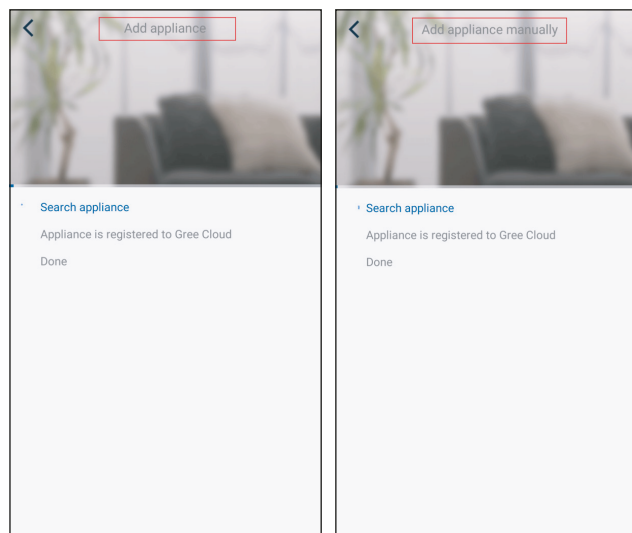 Add appliance
Search appliance
Appliance is registered to Gree Cloud
Done
Add appliance manually
Search appliance
Appliance is registered to Gree Cloud
Done